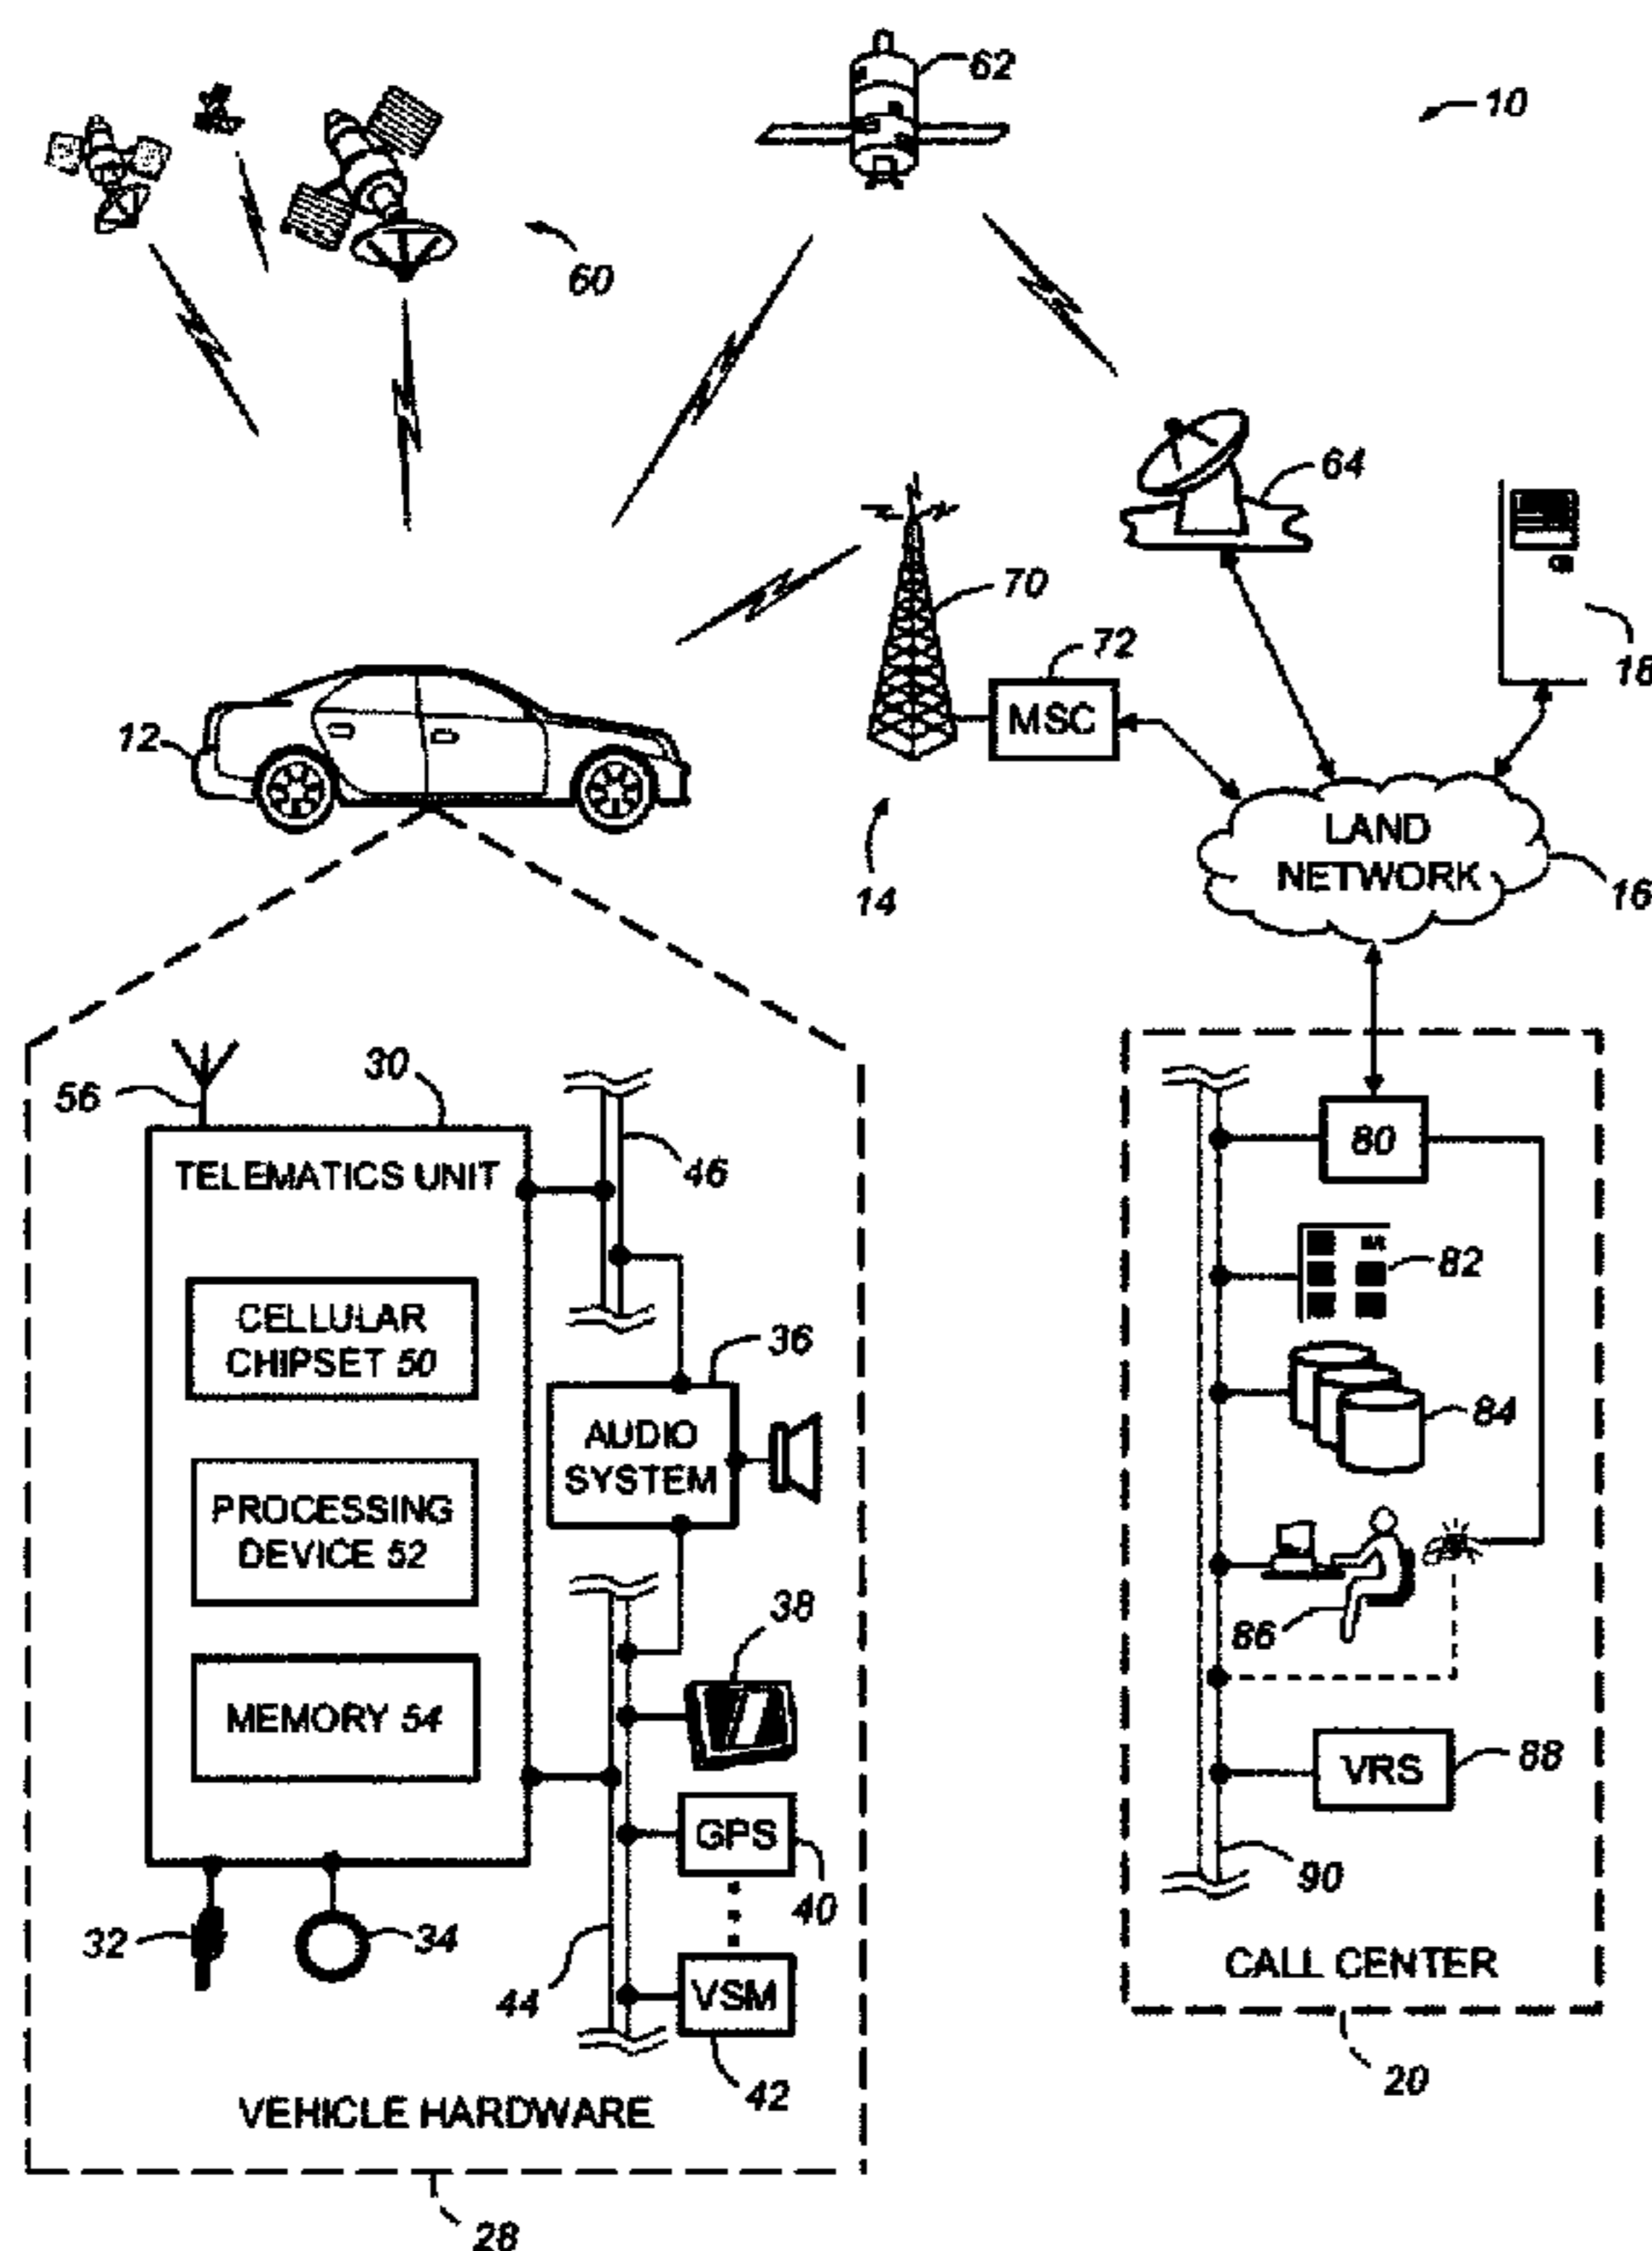 62
10
60
64
70
18
72
MSC
12
LAND
NETWORK
16
14
30
56
TELEMATICS UNIT
46
80
CELLULAR
CHIPSET 50
82
36
AUDIO
SYSTEM
84
PROCESSING
DEVICE 52
38
86
MEMORY 54
VRS
88
GPS
40
90
32
34
44
VSM
42
CALL CENTER
20
VEHICLE HARDWARE
28